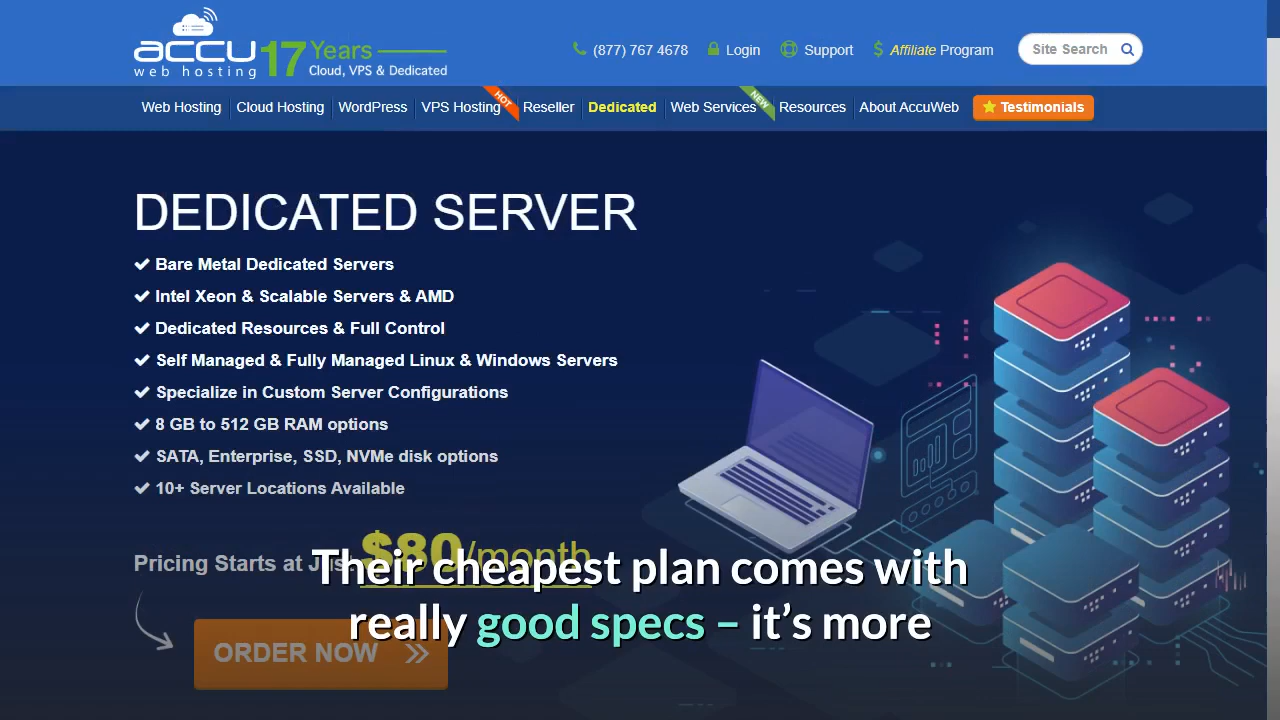 ACCU
web hosting
17 Years
Cloud, VPS & Dedicated
(877) 767 4678
Login
Support
$ Affiliate Program
Site Search
Web Hosting
Cloud Hosting
WordPress
VPS Hosting
HOT
Reseller
Dedicated
Web Services
NEW
Resources
About AccuWeb
Testimonials
DEDICATED SERVER
Bare Metal Dedicated Servers
Intel Xeon & Scalable Servers & AMD
Dedicated Resources & Full Control
Self Managed & Fully Managed Linux & Windows Servers
Specialize in Custom Server Configurations
8 GB to 512 GB RAM options
SATA, Enterprise, SSD, NVMe disk options
10+ Server Locations Available
Pricing Starts at Just $80/month
Their cheapest plan comes with
really good specs – it’s more
ORDER NOW